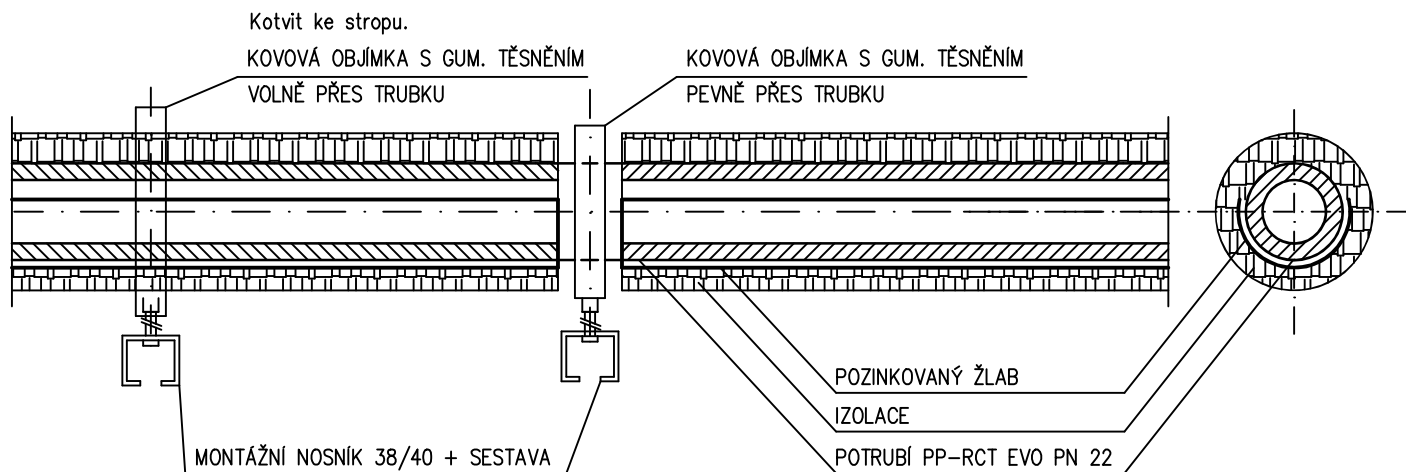 Kotvit ke stropu.
KOVOVÁ OBJÍMKA S GUM. TĚSNĚNÍM
VOLNĚ PŘES TRUBKU
KOVOVÁ OBJÍMKA S GUM. TĚSNĚNÍM
PEVNĚ PŘES TRUBKU
POZINKOVANÝ ŽLAB
IZOLACE
MONTÁŽNÍ NOSNÍK 38/40 + SESTAVA
POTRUBÍ PP-RCT EVO PN 22